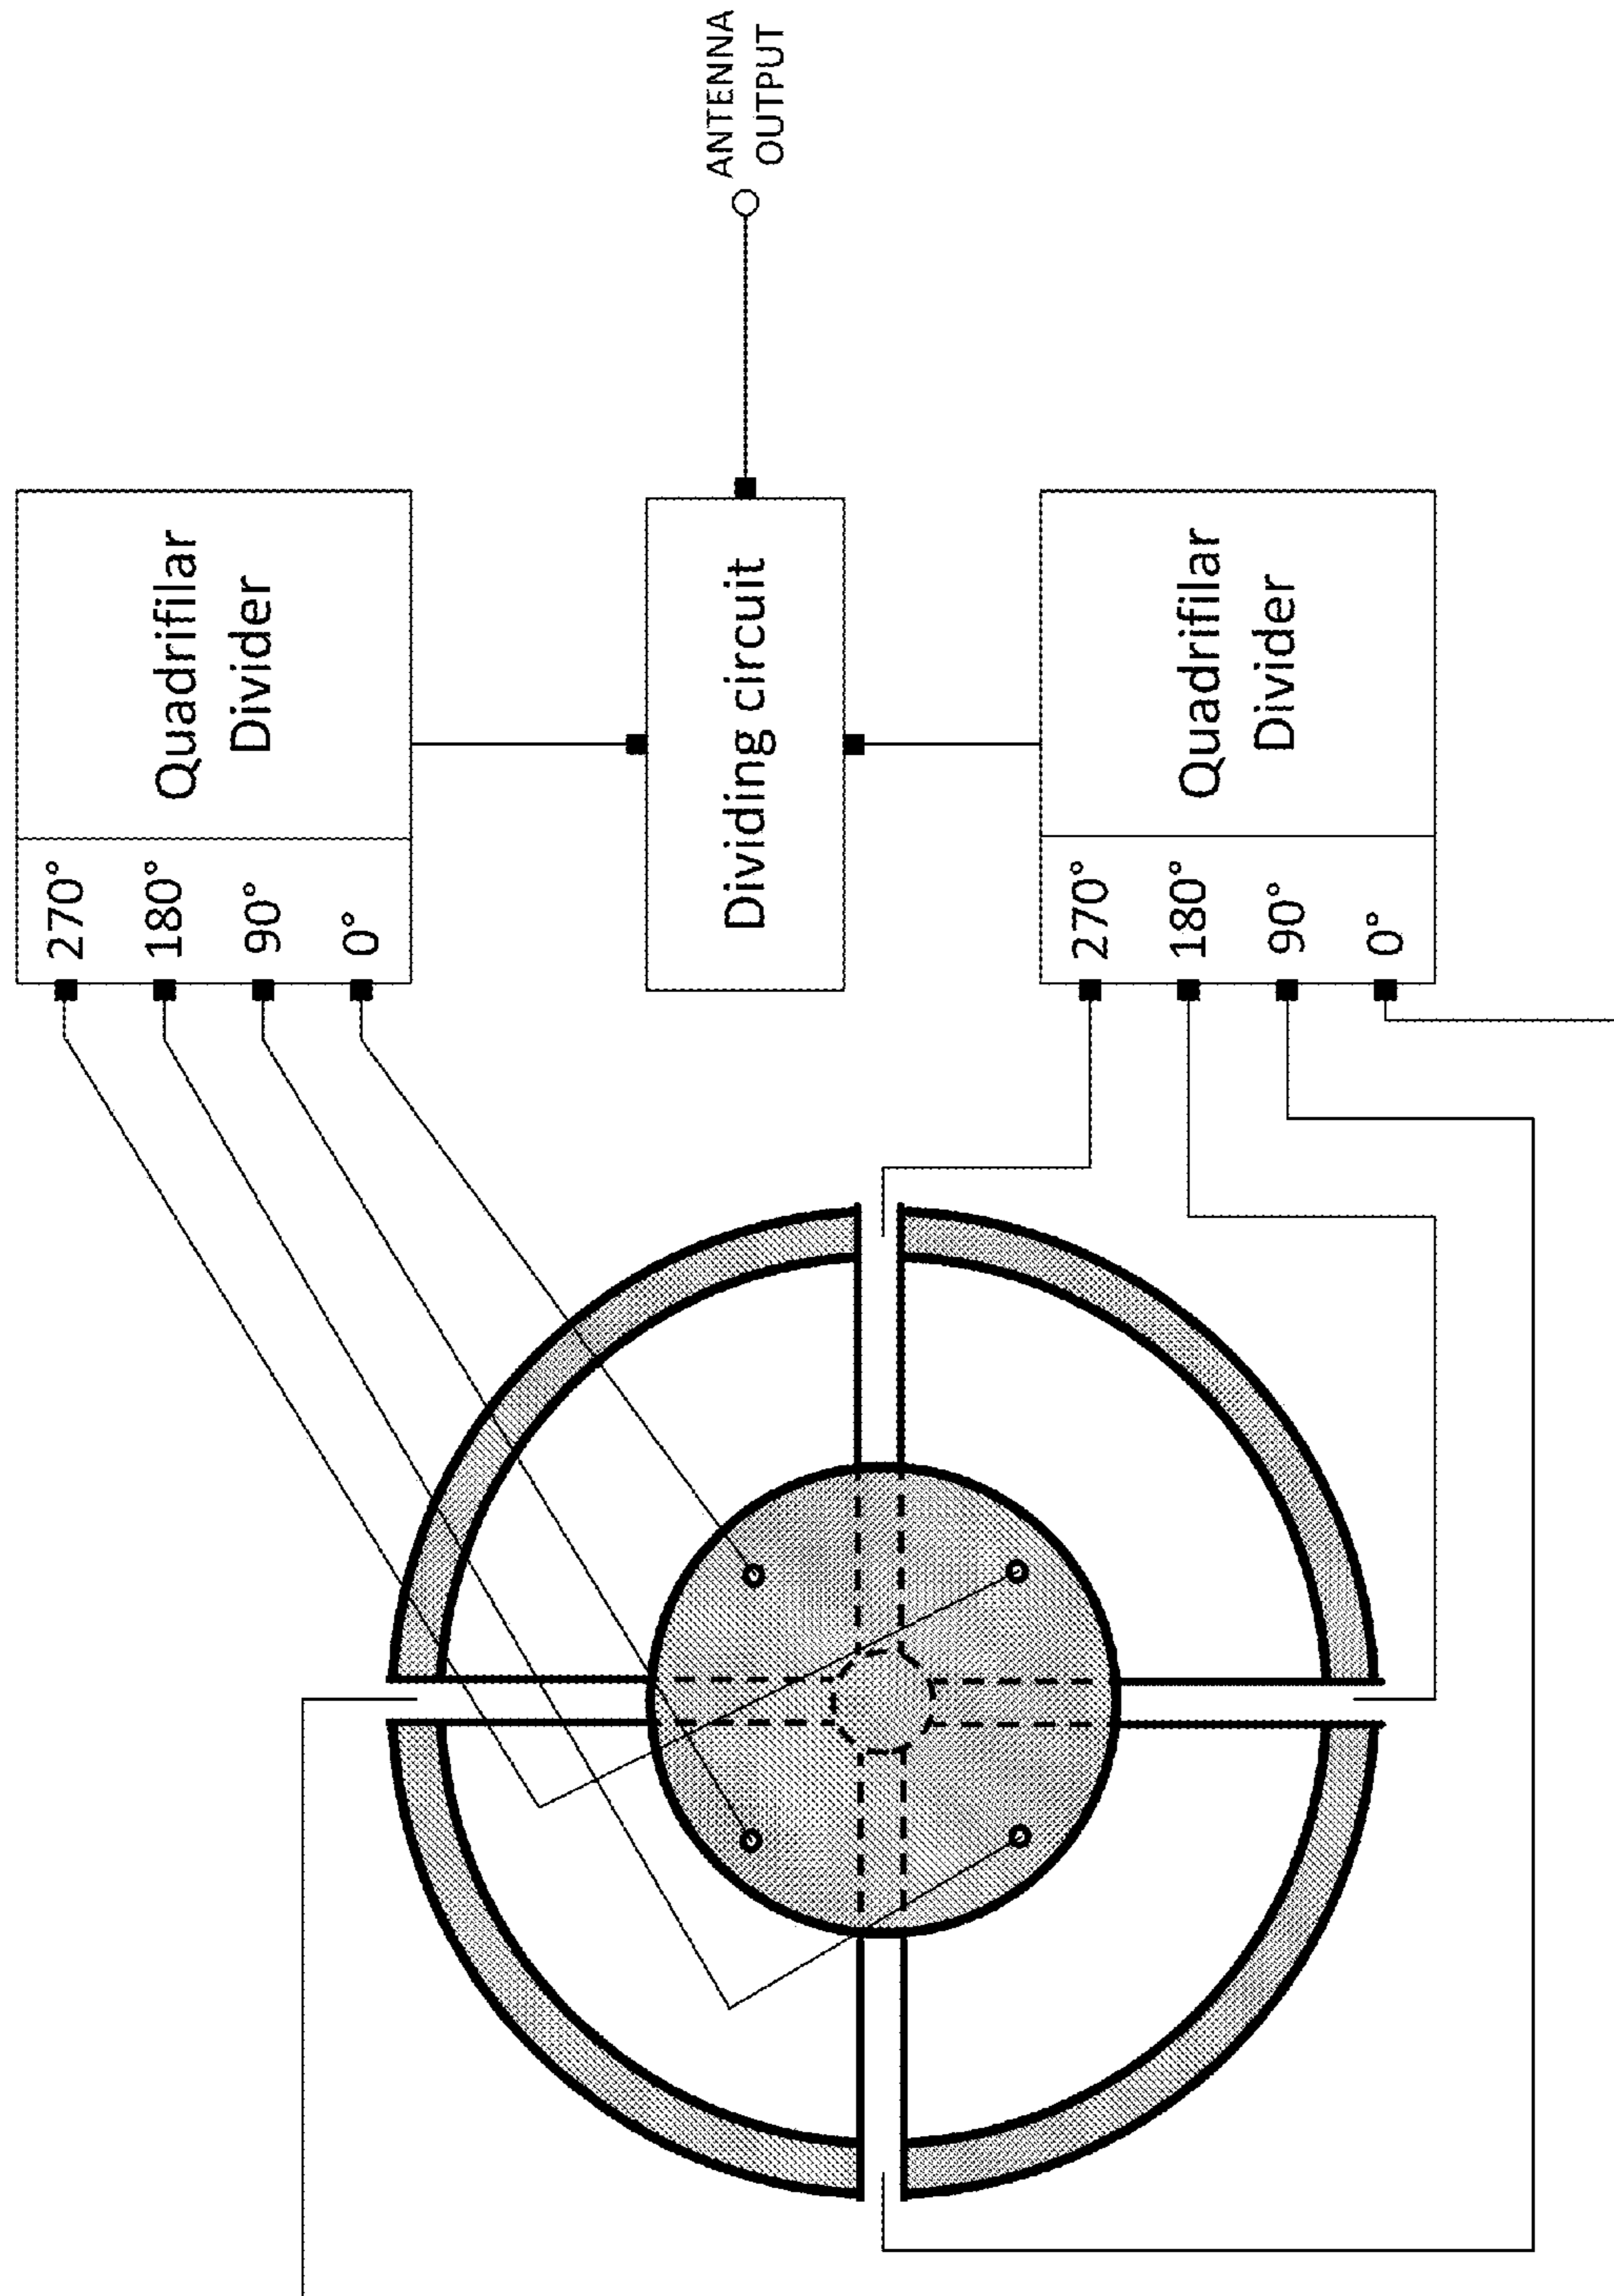 270°
180°
90°
0°
Quadrifilar
Divider
Dividing circuit
ANTENNA
OUTPUT
270°
180°
90°
0°
Quadrifilar
Divider